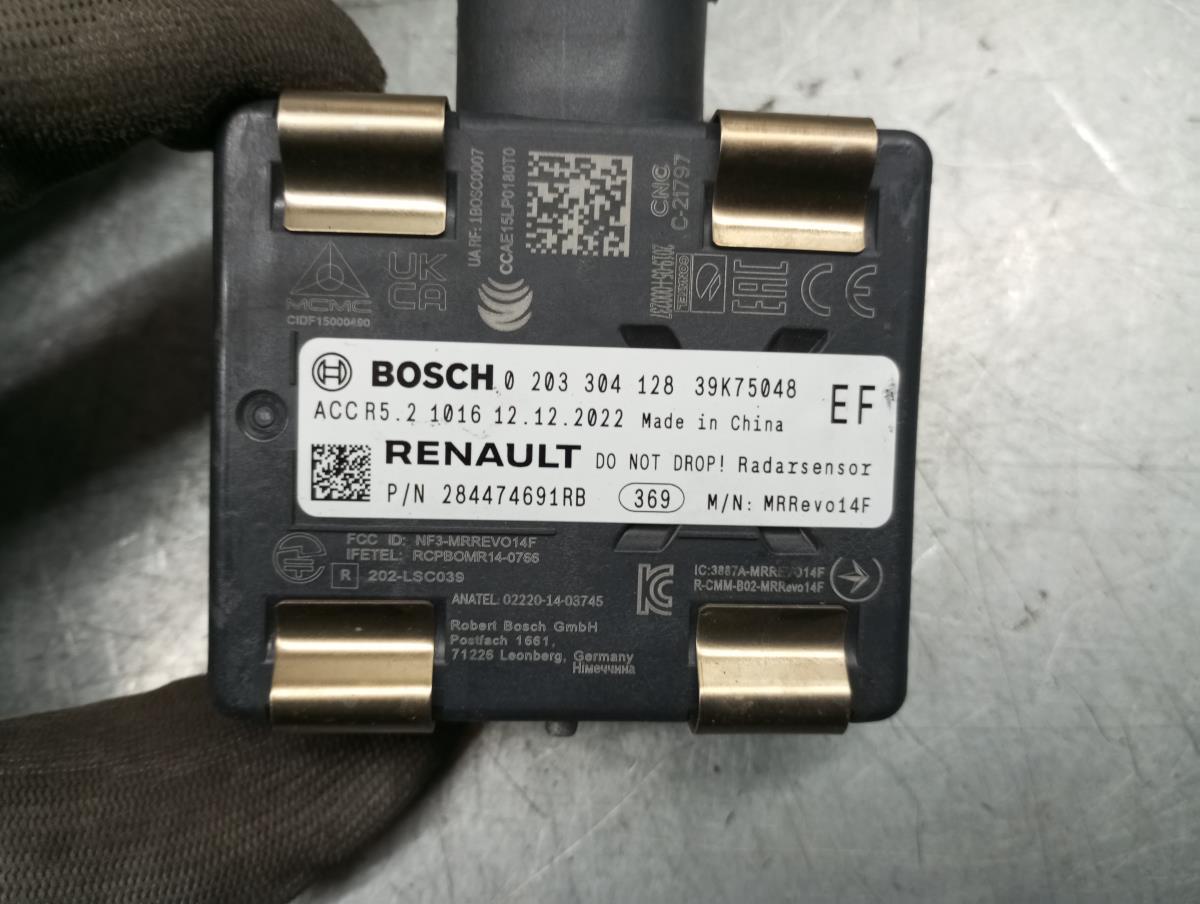 UA RF: 1BOSC0007
CCAE15LP0180T0
CNC
C-21797
MCMC
CIDF15000490
UK
CA
COMTEL
EAC
CE
BOSCH 0 203 304 128 39K75048
EF
ACC R5.2 1016 12.12.2022 Made in China
RENAULT DO NOT DROP! Radarsensor
P/N 284474691RB 369 M/N: MRRevo14F
FCC ID: NF3-MRREVO14F
IFETEL: RCPBOMR14-0766
R 202-LSC039
IC:3887A-MRREVO14F
R-CMM-B02-MRRevo14F
ANATEL: 02220-14-03745
Robert Bosch GmbH
Postfach 1661,
71226 Leonberg, Germany
Німеччина